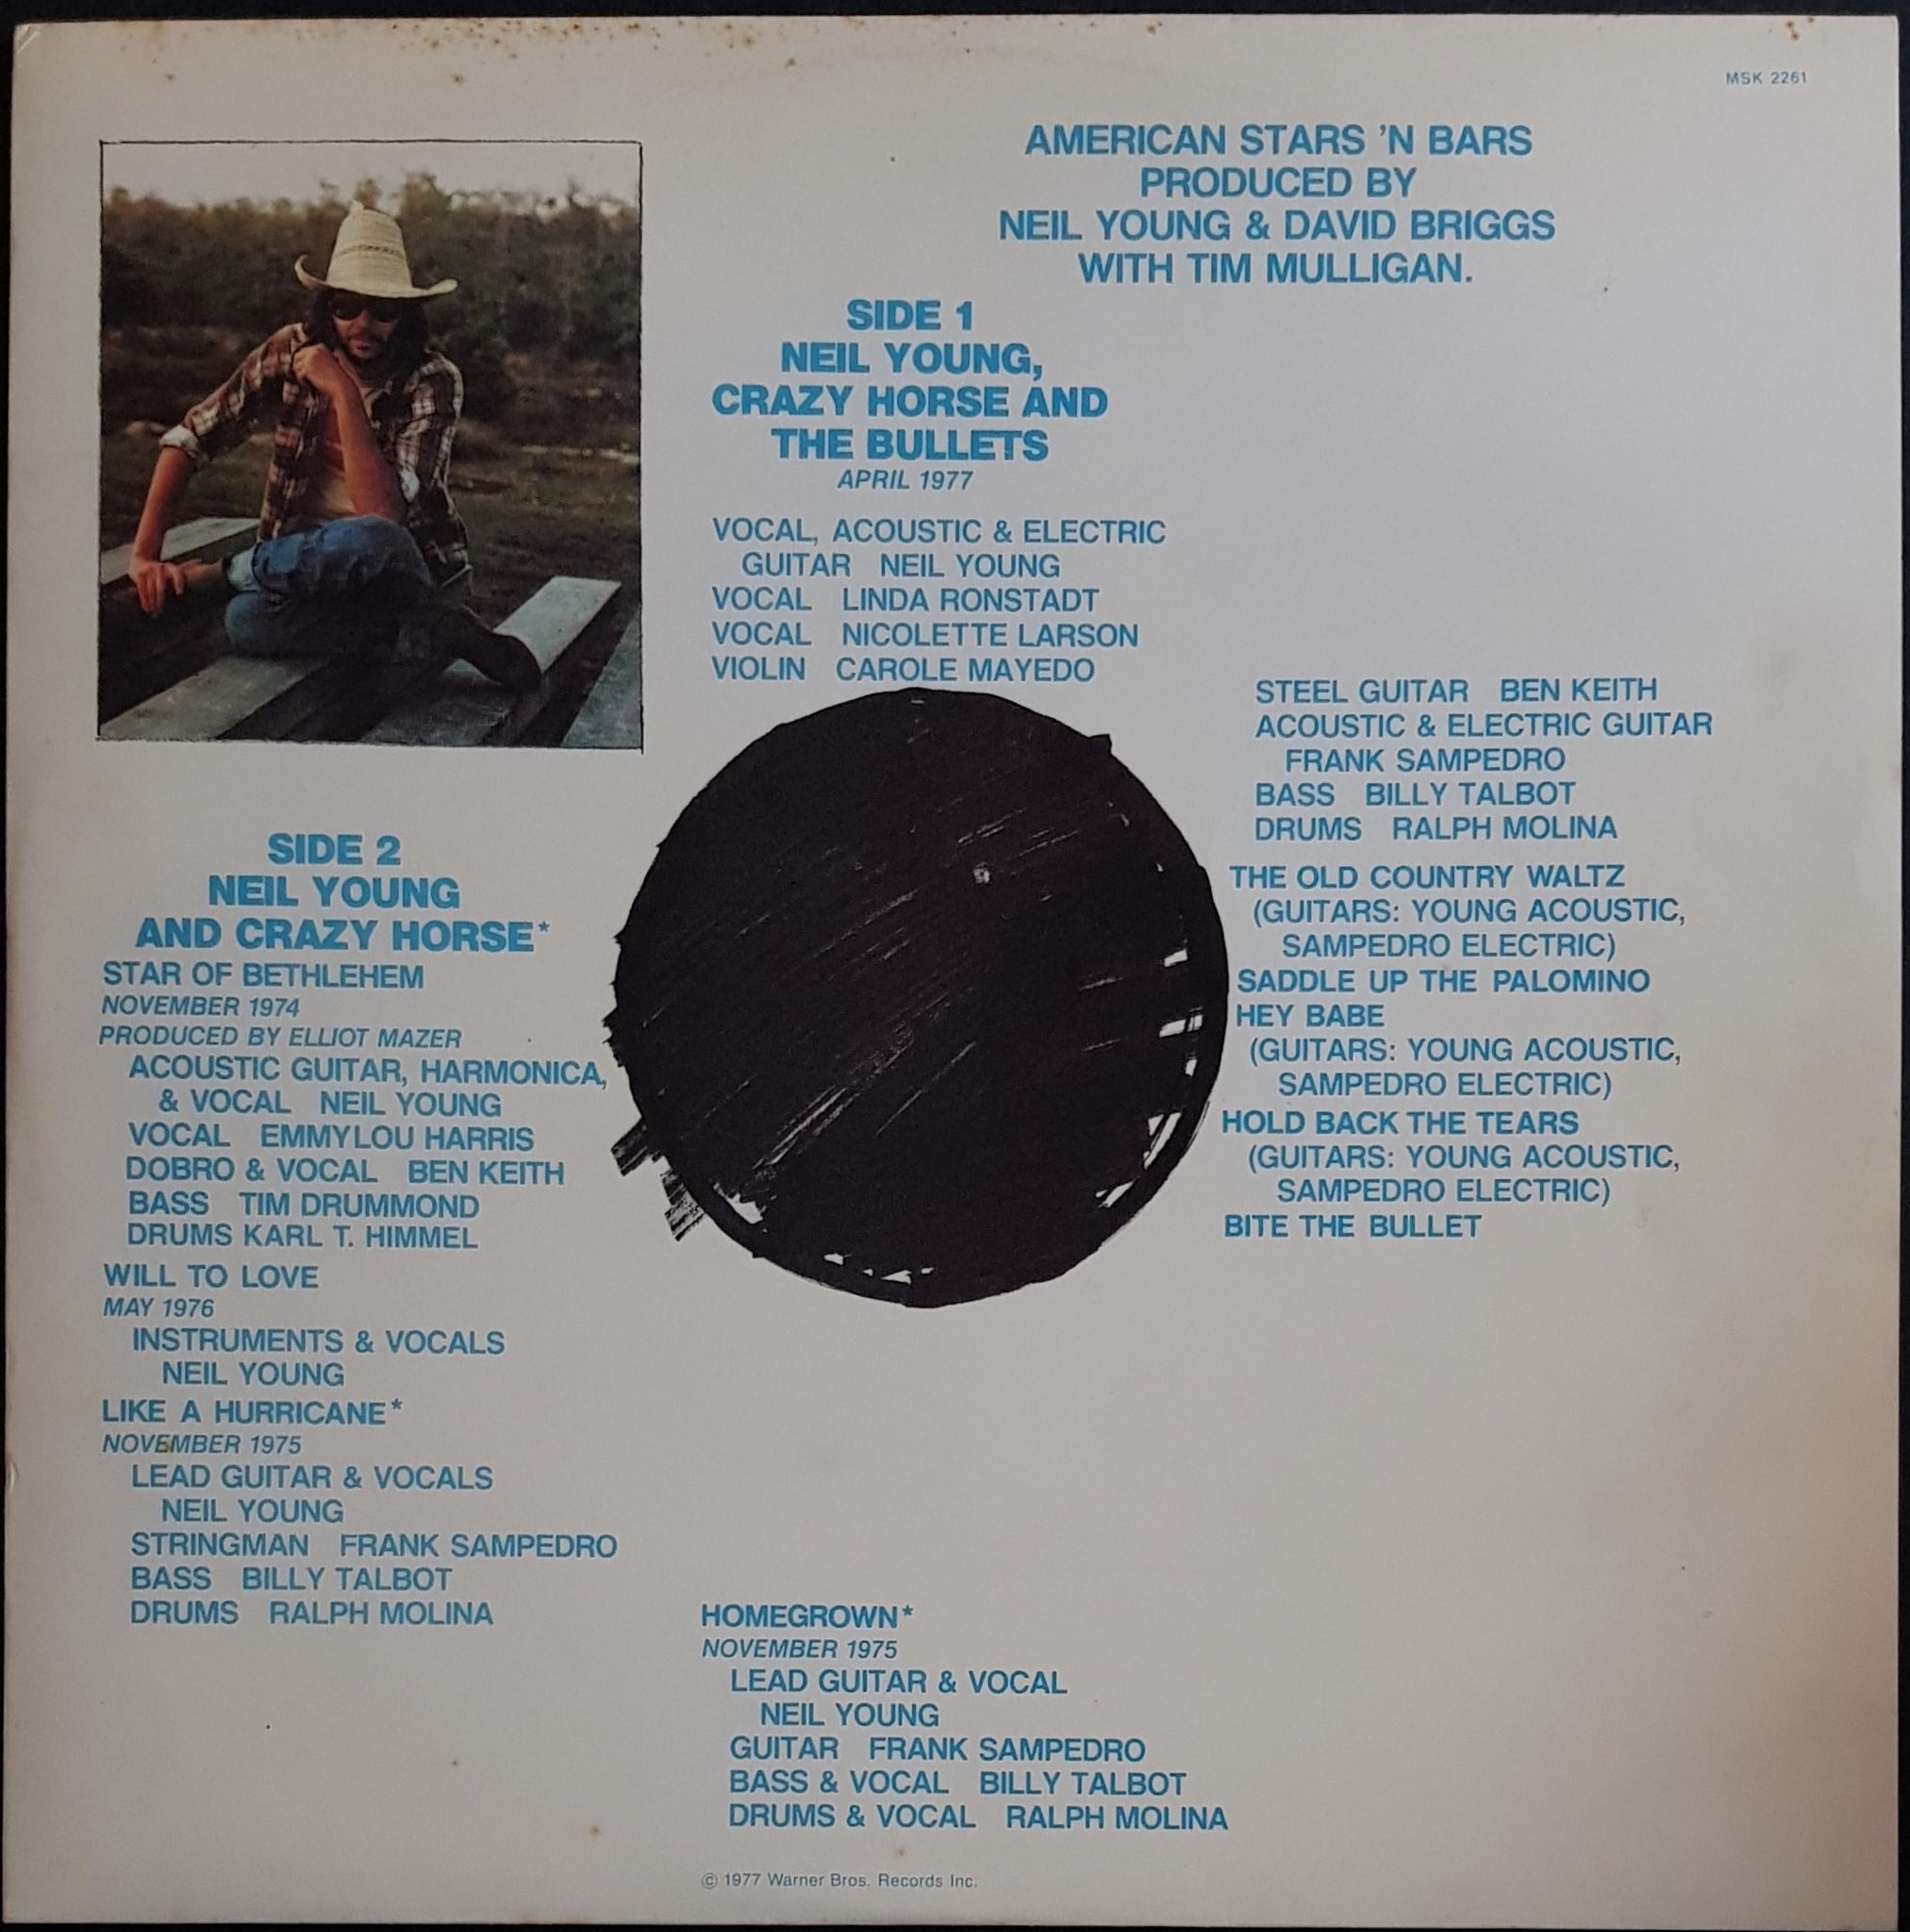 MSK 2261
AMERICAN STARS 'N BARS
PRODUCED BY
NEIL YOUNG & DAVID BRIGGS
WITH TIM MULLIGAN.
SIDE 1
NEIL YOUNG,
CRAZY HORSE AND
THE BULLETS
APRIL 1977
VOCAL, ACOUSTIC & ELECTRIC
GUITAR NEIL YOUNG
VOCAL LINDA RONSTADT
VOCAL NICOLETTE LARSON
VIOLIN CAROLE MAYEDO
STEEL GUITAR BEN KEITH
ACOUSTIC & ELECTRIC GUITAR
FRANK SAMPEDRO
BASS BILLY TALBOT
DRUMS RALPH MOLINA
THE OLD COUNTRY WALTZ
(GUITARS: YOUNG ACOUSTIC,
SAMPEDRO ELECTRIC)
SADDLE UP THE PALOMINO
HEY BABE
(GUITARS: YOUNG ACOUSTIC,
SAMPEDRO ELECTRIC)
HOLD BACK THE TEARS
(GUITARS: YOUNG ACOUSTIC,
SAMPEDRO ELECTRIC)
BITE THE BULLET
SIDE 2
NEIL YOUNG
AND CRAZY HORSE*
STAR OF BETHLEHEM
NOVEMBER 1974
PRODUCED BY ELLIOT MAZER
ACOUSTIC GUITAR, HARMONICA,
& VOCAL NEIL YOUNG
VOCAL EMMYLOU HARRIS
DOBRO & VOCAL BEN KEITH
BASS TIM DRUMMOND
DRUMS KARL T. HIMMEL
WILL TO LOVE
MAY 1976
INSTRUMENTS & VOCALS
NEIL YOUNG
LIKE A HURRICANE*
NOVEMBER 1975
LEAD GUITAR & VOCALS
NEIL YOUNG
STRINGMAN FRANK SAMPEDRO
BASS BILLY TALBOT
DRUMS RALPH MOLINA
HOMEGROWN*
NOVEMBER 1975
LEAD GUITAR & VOCAL
NEIL YOUNG
GUITAR FRANK SAMPEDRO
BASS & VOCAL BILLY TALBOT
DRUMS & VOCAL RALPH MOLINA
© 1977 Warner Bros. Records Inc.